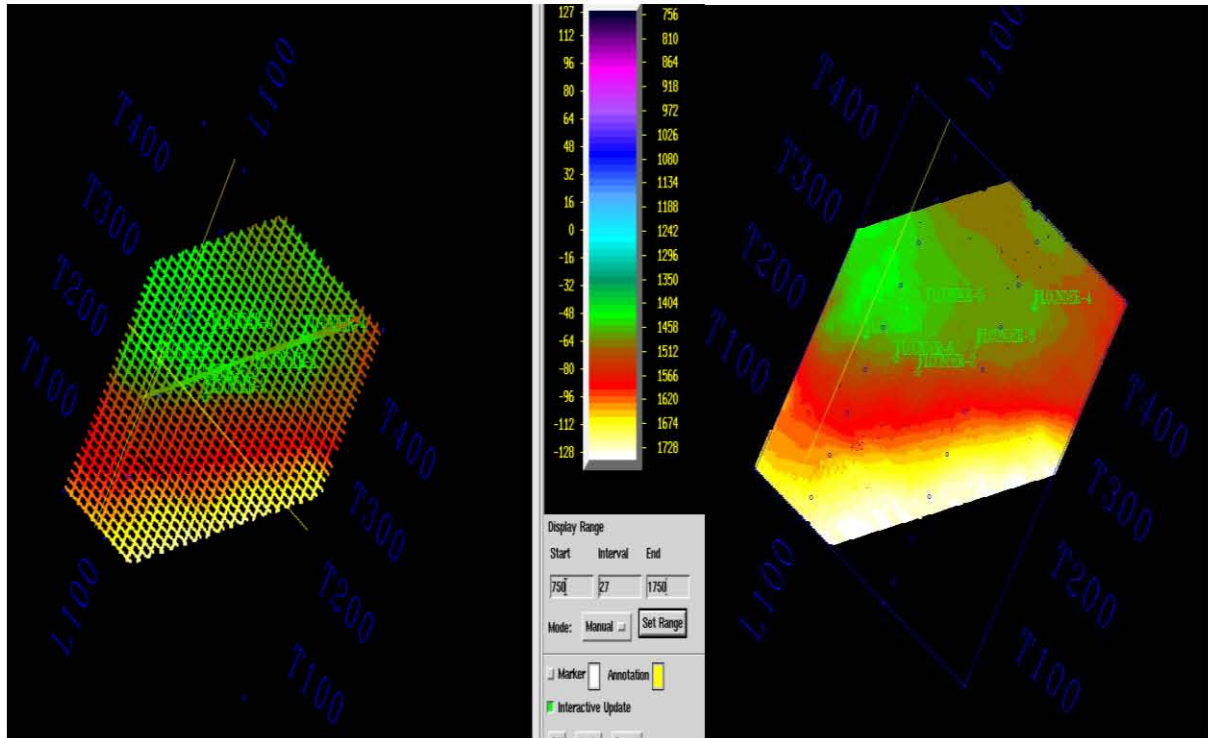 L100
T400
T300
T200
T100
T400
T300
T200
T100
L100
127
112
96
80
64
48
32
16
0
-16
-32
-48
-64
-80
-96
-112
-128
756
810
864
918
972
1026
1080
1134
1188
1242
1296
1350
1404
1458
1512
1566
1620
1674
1728
Display Range
Start Interval End
750 27 1750
Mode: Manual Set Range
Marker Annotation
Interactive Update
L100
T400
T300
T200
T100
T400
T300
T200
T100
L100